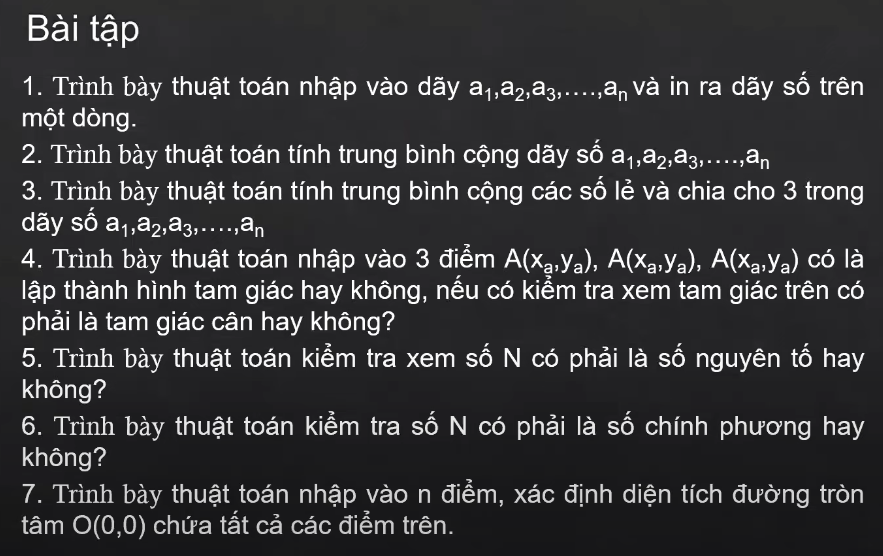 Bài tập
1. Trình bày thuật toán nhập vào dãy a₁,a₂,a₃,....,aₙ và in ra dãy số trên
một dòng.
2. Trình bày thuật toán tính trung bình cộng dãy số a₁,a₂,a₃,....,aₙ
3. Trình bày thuật toán tính trung bình cộng các số lẻ và chia cho 3 trong
dãy số a₁,a₂,a₃,....,aₙ
4. Trình bày thuật toán nhập vào 3 điểm A(xₐ,yₐ), A(xₐ,yₐ), A(xₐ,yₐ) có là
lập thành hình tam giác hay không, nếu có kiểm tra xem tam giác trên có
phải là tam giác cân hay không?
5. Trình bày thuật toán kiểm tra xem số N có phải là số nguyên tố hay
không?
6. Trình bày thuật toán kiểm tra số N có phải là số chính phương hay
không?
7. Trình bày thuật toán nhập vào n điểm, xác định diện tích đường tròn
tâm O(0,0) chứa tất cả các điểm trên.